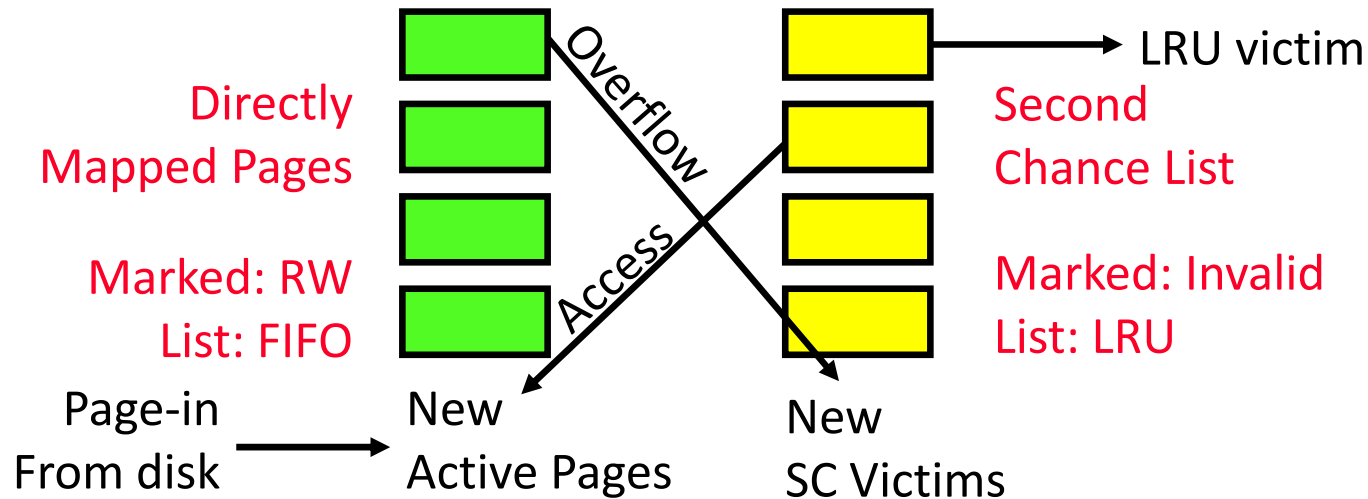 Directly
Mapped Pages
Marked: RW
List: FIFO
Page-in
From disk
Overflow
Access
New
Active Pages
LRU victim
Second
Chance List
Marked: Invalid
List: LRU
New
SC Victims